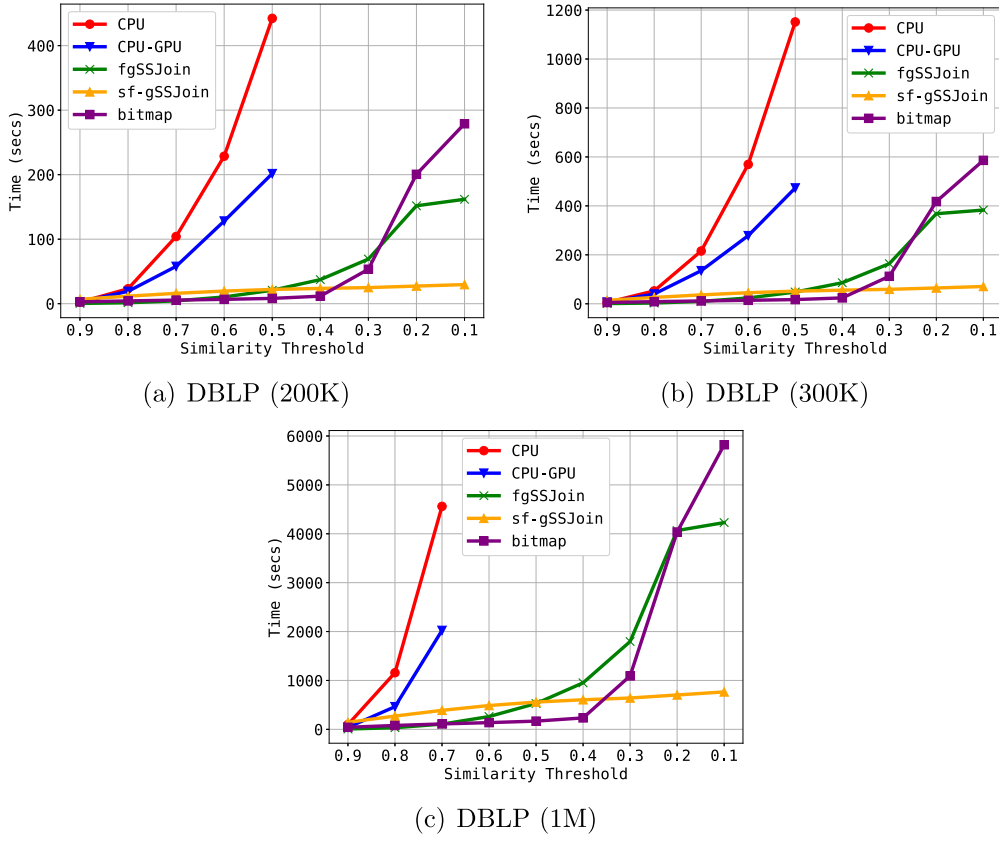 CPU
CPU-GPU
fgSSJoin
sf-gSSJoin
bitmap
Time (secs)
400
300
200
100
0
0.9 0.8 0.7 0.6 0.5 0.4 0.3 0.2 0.1
Similarity Threshold
(a) DBLP (200K)
CPU
CPU-GPU
fgSSJoin
sf-gSSJoin
bitmap
Time (secs)
1200
1000
800
600
400
200
0
0.9 0.8 0.7 0.6 0.5 0.4 0.3 0.2 0.1
Similarity Threshold
(b) DBLP (300K)
CPU
CPU-GPU
fgSSJoin
sf-gSSJoin
bitmap
Time (secs)
6000
5000
4000
3000
2000
1000
0
0.9 0.8 0.7 0.6 0.5 0.4 0.3 0.2 0.1
Similarity Threshold
(c) DBLP (1M)